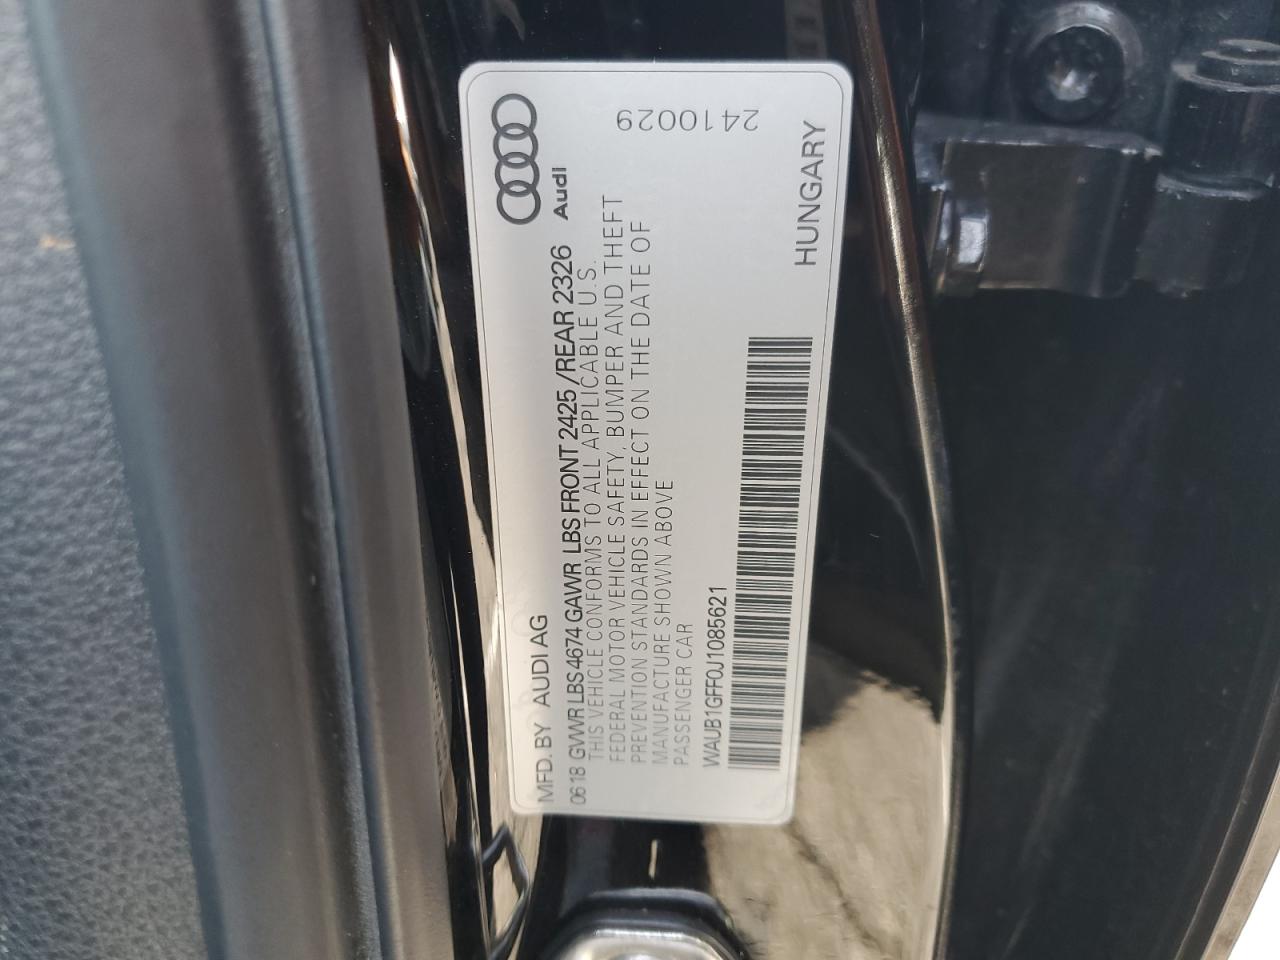 Audi
2410029
MFD. BY AUDI AG
0618 GVWR LBS 4674 GAWR LBS FRONT 2425 /REAR 2326
THIS VEHICLE CONFORMS TO ALL APPLICABLE U.S.
FEDERAL MOTOR VEHICLE SAFETY, BUMPER AND THEFT
PREVENTION STANDARDS IN EFFECT ON THE DATE OF
MANUFACTURE SHOWN ABOVE
PASSENGER CAR
WAUB1GFF0J1085621
HUNGARY